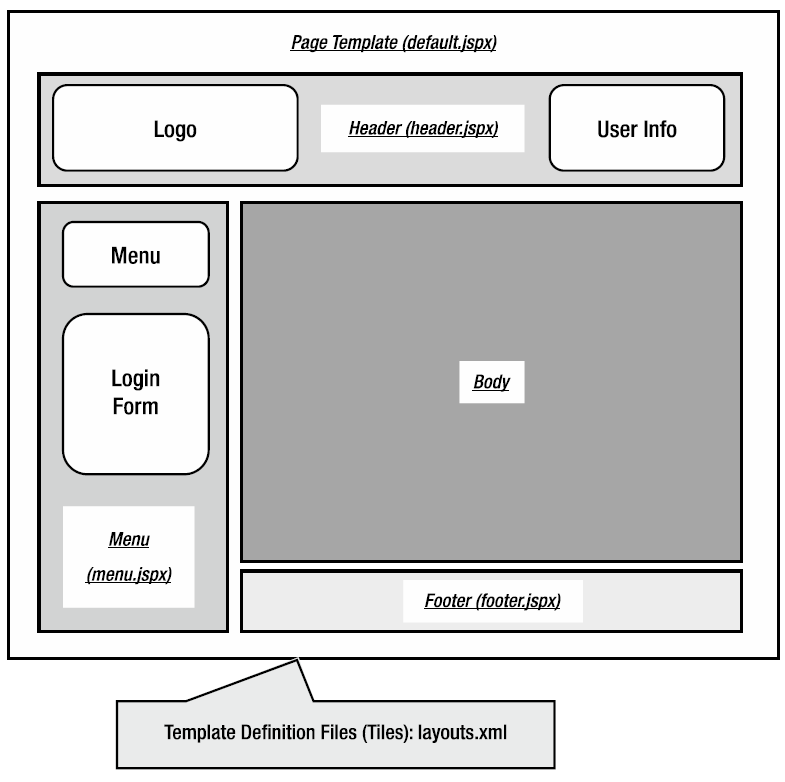 Page Template (default.jspx)
Logo
Header (header.jspx)
User Info
Menu
Login
Form
Menu
(menu.jspx)
Body
Footer (footer.jspx)
Template Definition Files (Tiles): layouts.xml